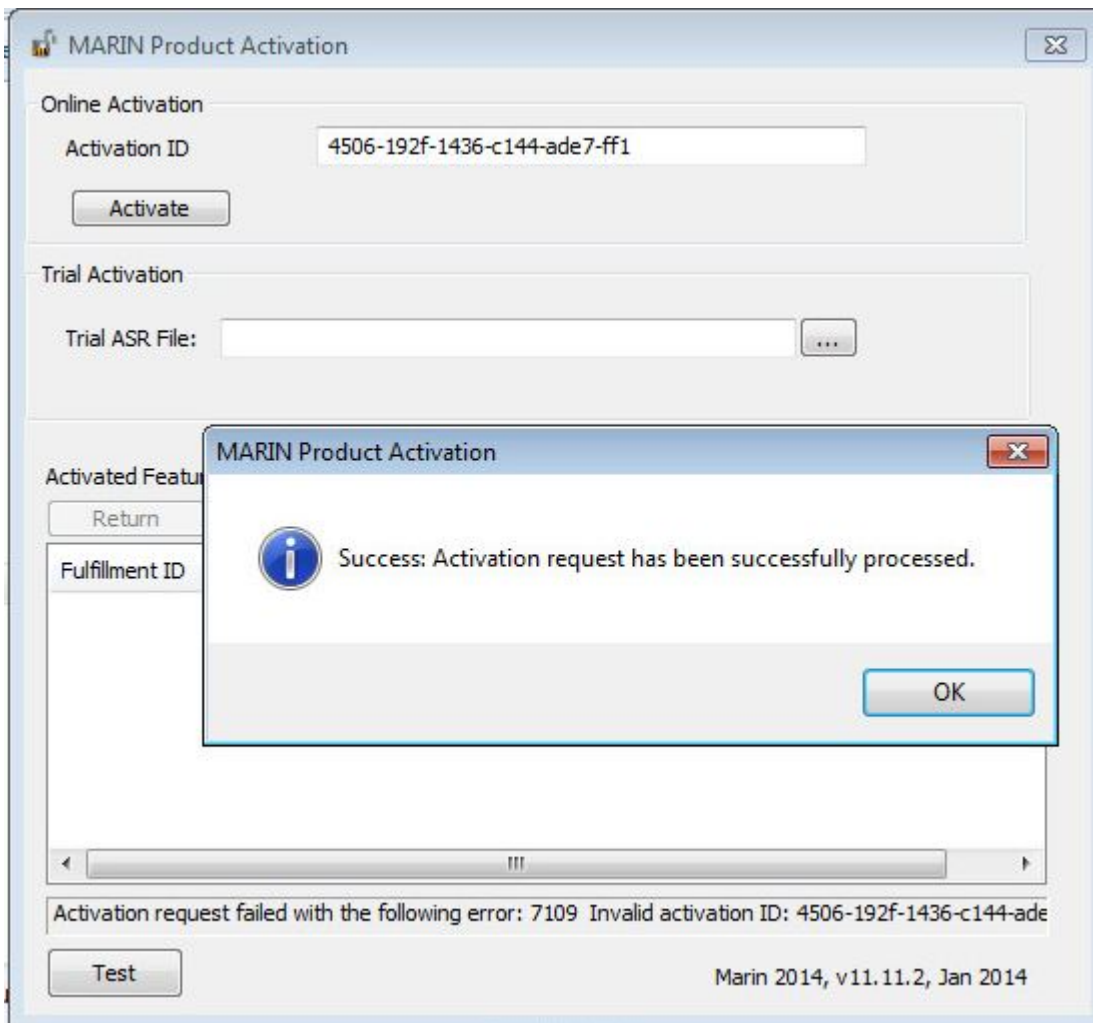 MARIN Product Activation
Online Activation
Activation ID 4506-192f-1436-c144-ade7-ff1
Activate
Trial Activation
Trial ASR File: ...
MARIN Product Activation
Activated Featu
Return
Fulfillment ID
Success: Activation request has been successfully processed.
OK
Activation request failed with the following error: 7109 Invalid activation ID: 4506-192f-1436-c144-ade
Test
Marin 2014, v11.11.2, Jan 2014